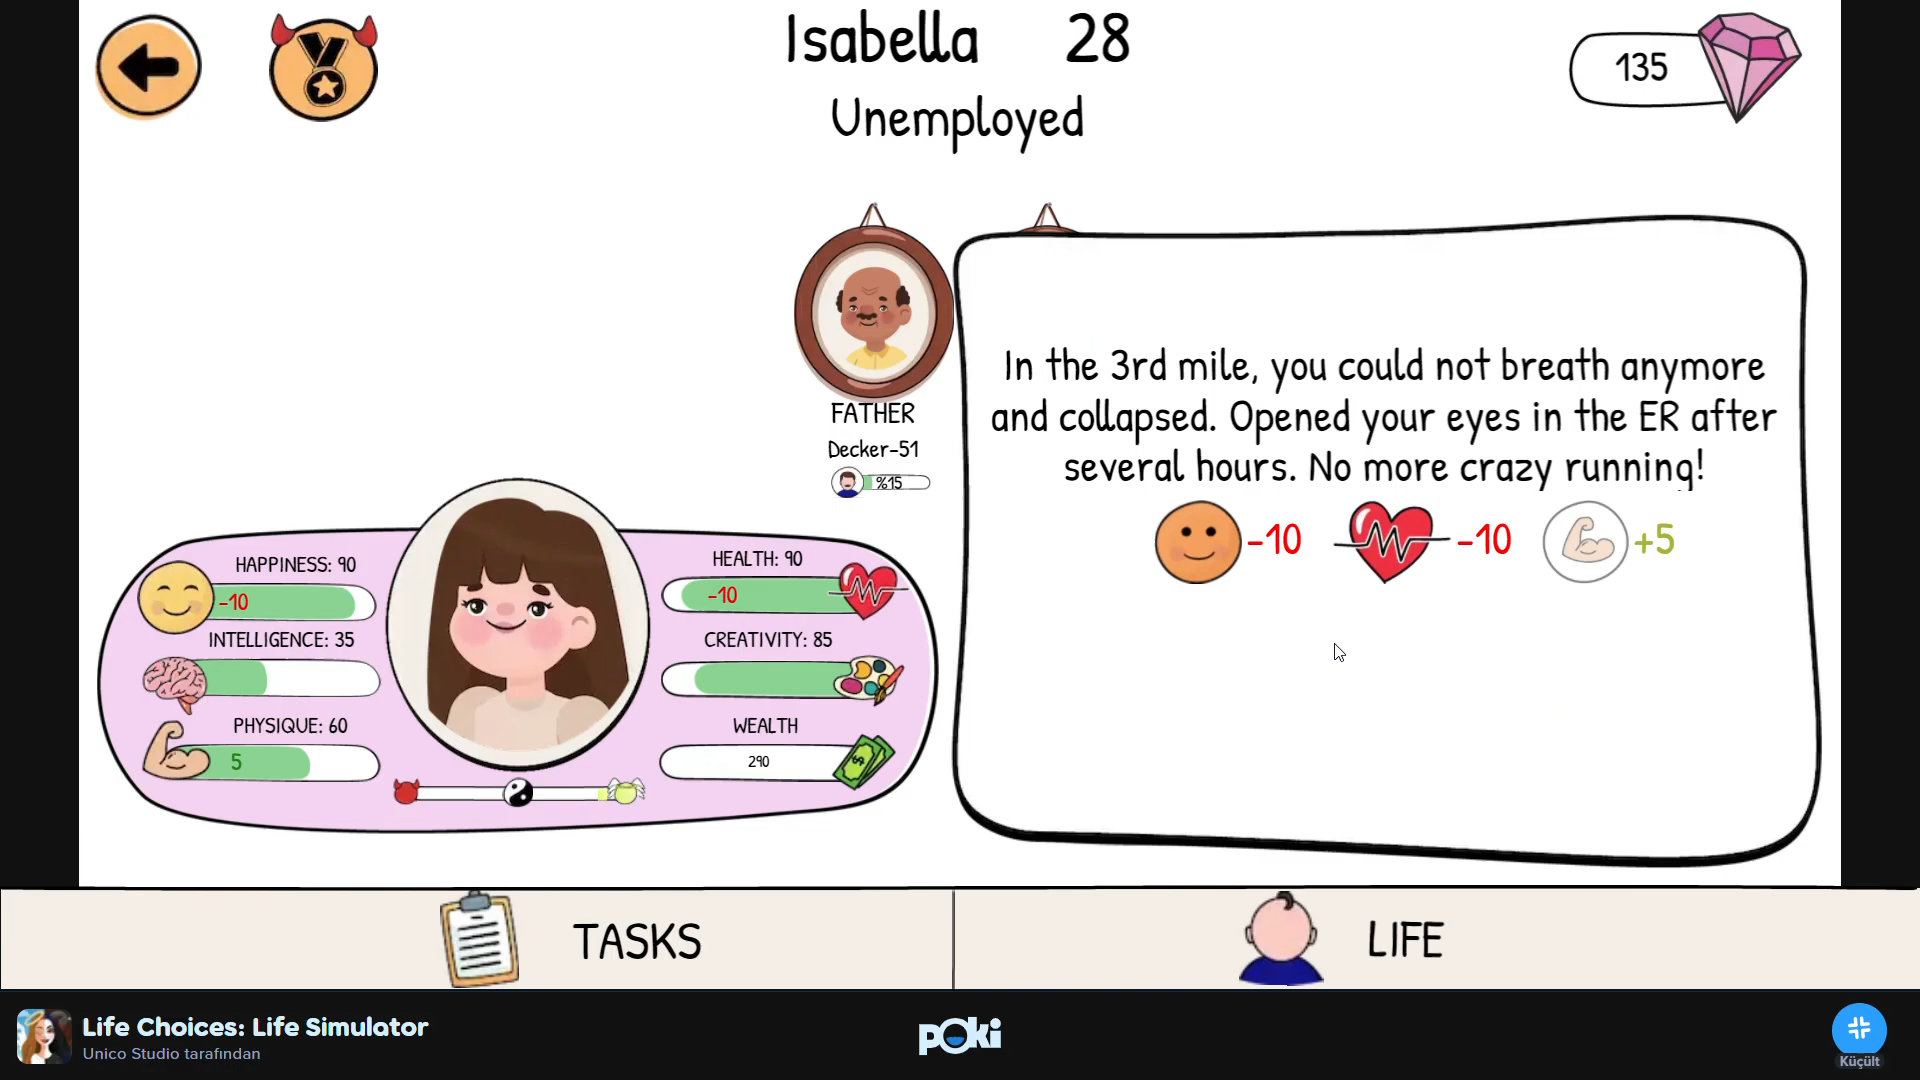 Isabella 28
Unemployed
135
FATHER
Decker-51
%15
In the 3rd mile, you could not breath anymore
and collapsed. Opened your eyes in the ER after
several hours. No more crazy running!
-10 -10 +5
HAPPINESS: 90
-10
INTELLIGENCE: 35
PHYSIQUE: 60
5
HEALTH: 90
-10
CREATIVITY: 85
WEALTH
290
TASKS
LIFE
Life Choices: Life Simulator
Unico Studio tarafından
poki
Küçült